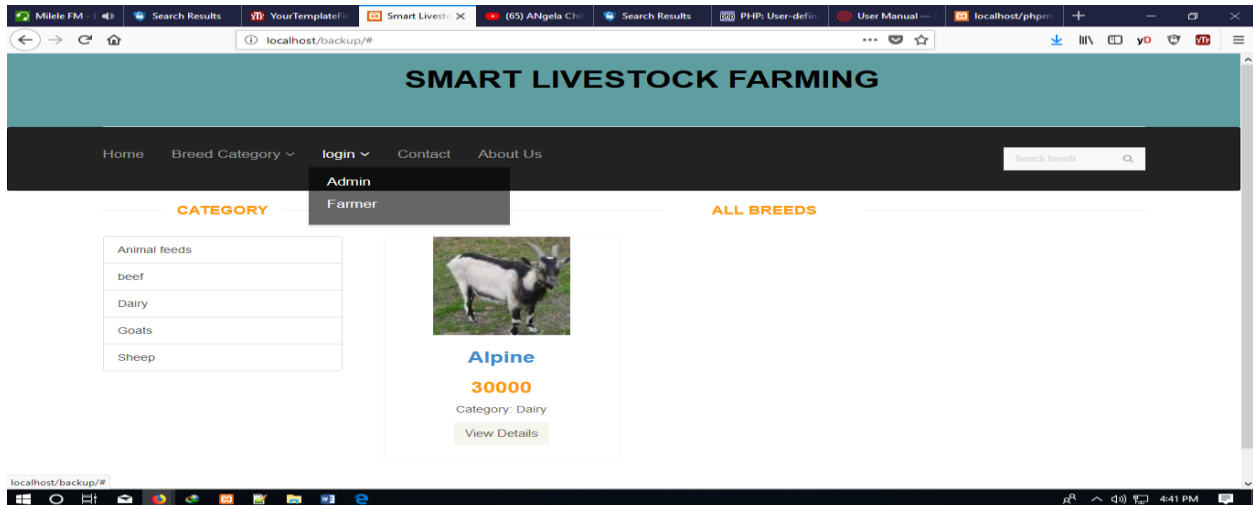 Milele FM - L
Search Results
YourTemplateFin
Smart Livesto
(65) ANgela Chi
Search Results
PHP: User-defin
User Manual —
localhost/phpm
localhost/backup/#
SMART LIVESTOCK FARMING
Home
Breed Category
login
Contact
About Us
Search breeds
Admin
Farmer
CATEGORY
ALL BREEDS
Animal feeds
beef
Dairy
Goats
Sheep
Alpine
30000
Category: Dairy
View Details
localhost/backup/#
4:41 PM